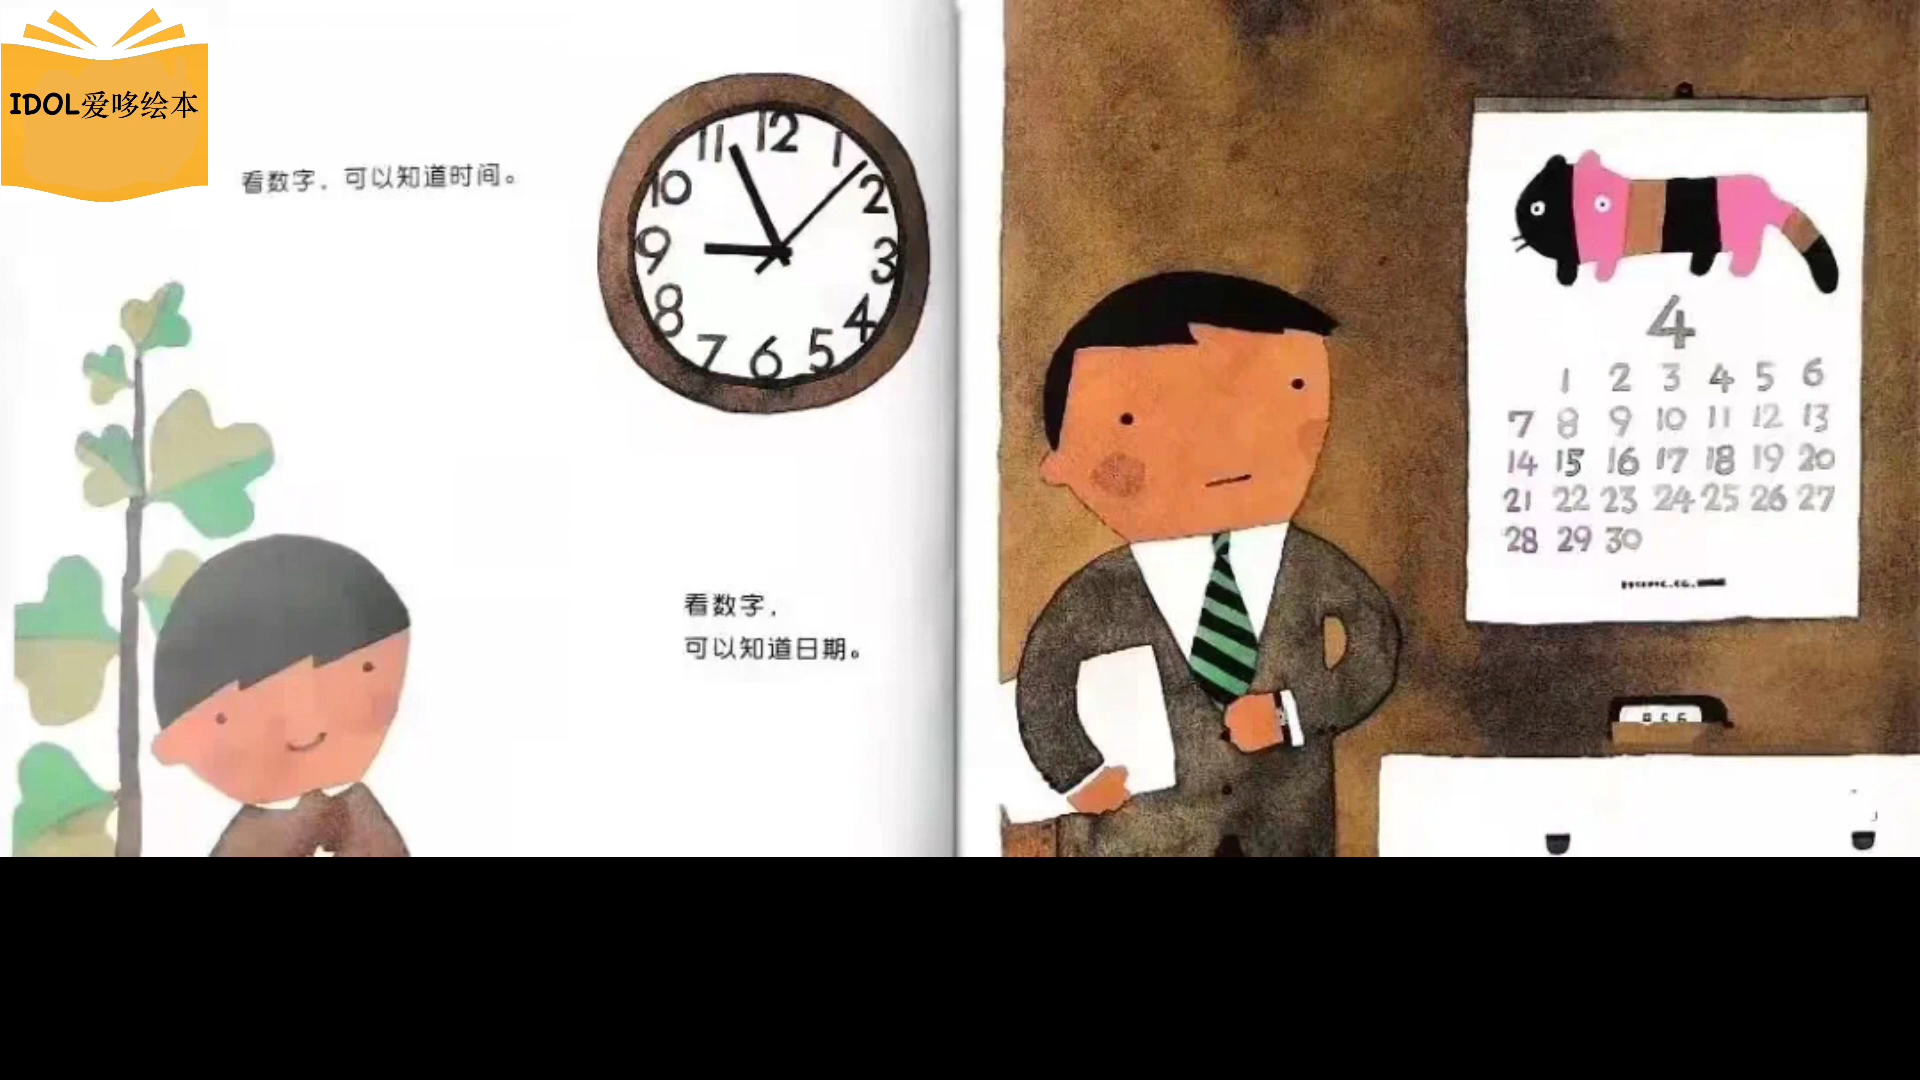 IDOL爱哆绘本
看数字，可以知道时间。
12
11 1
10 2
9 3
8 4
7 6 5
看数字，
可以知道日期。
4
1 2 3 4 5 6
7 8 9 10 11 12 13
14 15 16 17 18 19 20
21 22 23 24 25 26 27
28 29 30